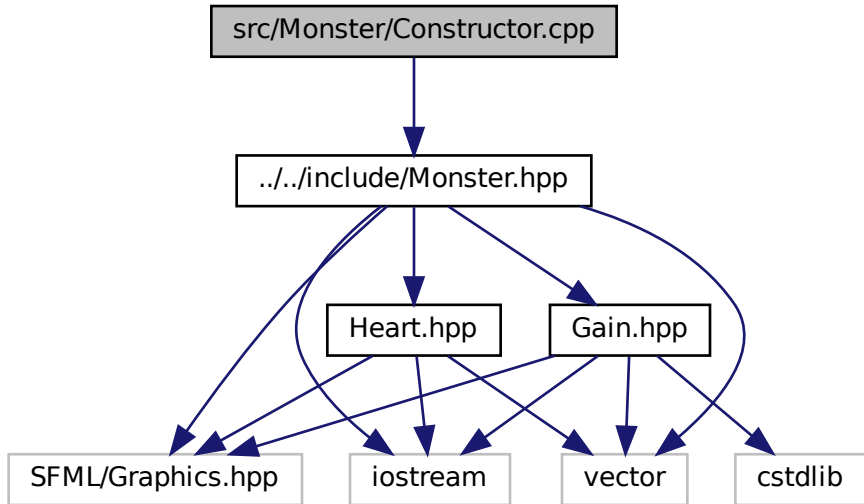 src/Monster/Constructor.cpp
../../include/Monster.hpp
Heart.hpp
Gain.hpp
SFML/Graphics.hpp
iostream
vector
cstdlib